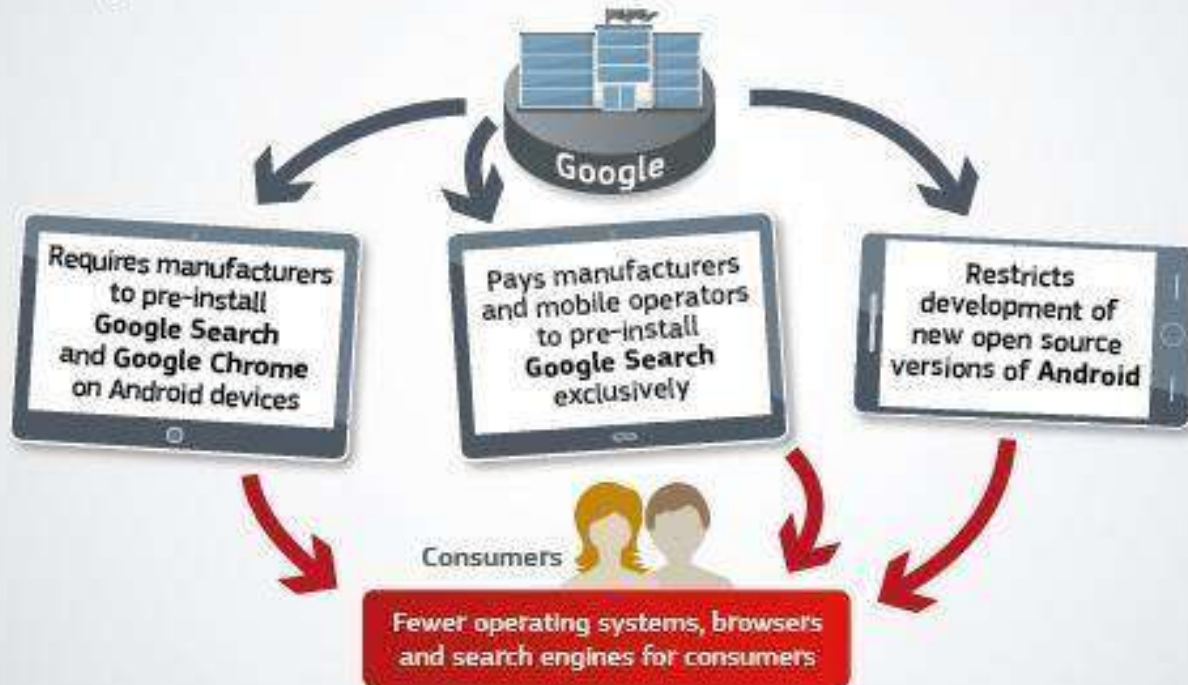 Google
Requires manufacturers
to pre-install
Google Search
and Google Chrome
on Android devices
Pays manufacturers
and mobile operators
to pre-install
Google Search
exclusively
Restricts
development of
new open source
versions of Android
Consumers
Fewer operating systems, browsers
and search engines for consumers